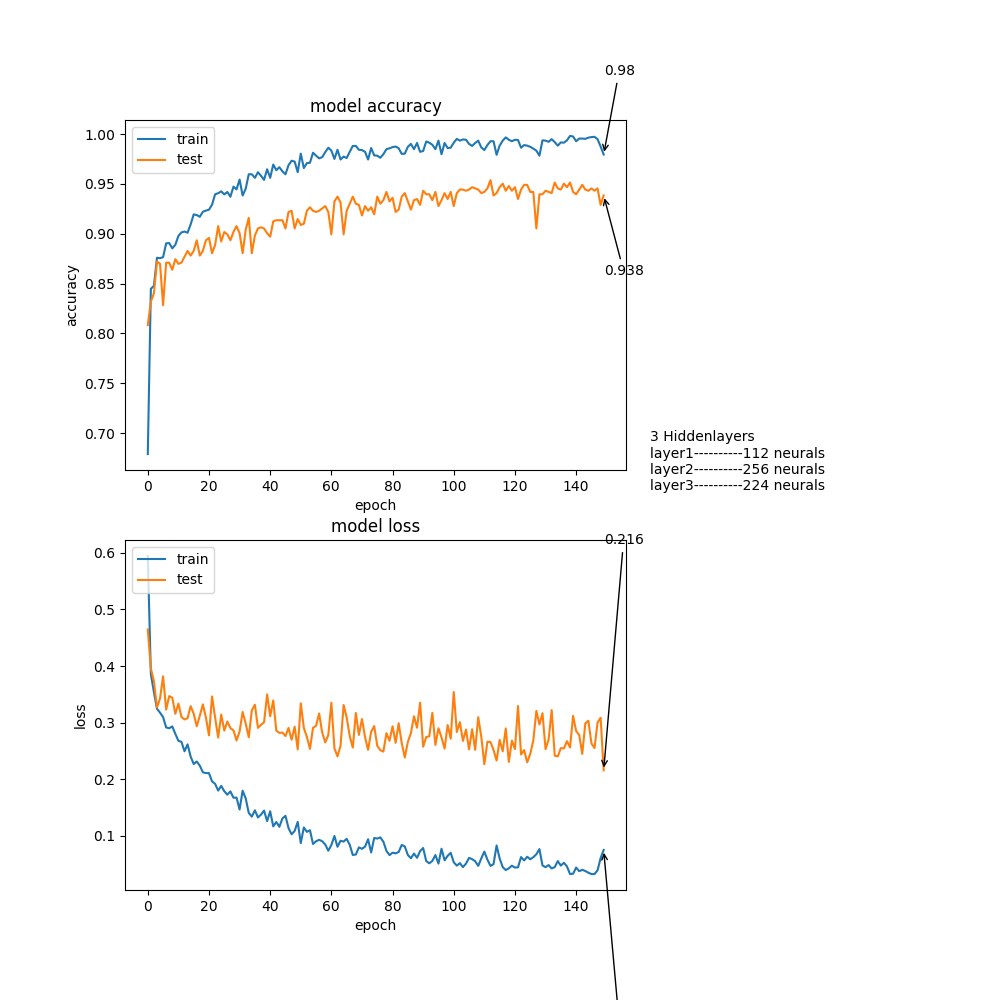 0.98
model accuracy
train
test
1.00
0.95
0.90
0.85
0.80
0.75
0.70
accuracy
0.938
0 20 40 60 80 100 120 140
epoch
3 Hiddenlayers
layer1----------112 neurals
layer2----------256 neurals
layer3----------224 neurals
model loss
0.216
train
test
0.6
0.5
0.4
0.3
0.2
0.1
loss
0 20 40 60 80 100 120 140
epoch